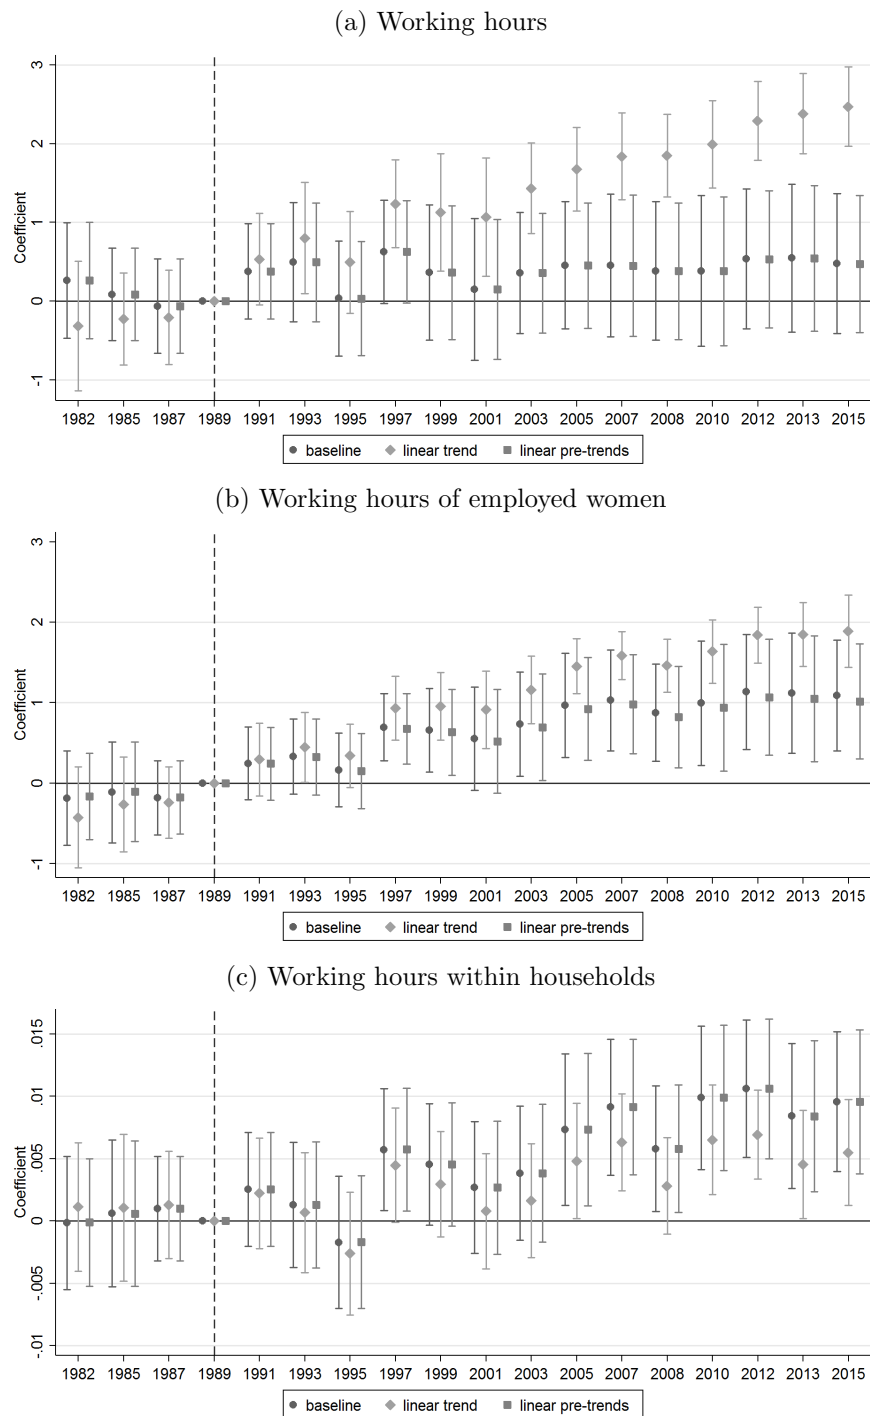 (a) Working hours
3
2
1
0
-1
Coefficient
1982 1985 1987 1989 1991 1993 1995 1997 1999 2001 2003 2005 2007 2008 2010 2012 2013 2015
baseline linear trend linear pre-trends
(b) Working hours of employed women
3
2
1
0
-1
Coefficient
1982 1985 1987 1989 1991 1993 1995 1997 1999 2001 2003 2005 2007 2008 2010 2012 2013 2015
baseline linear trend linear pre-trends
(c) Working hours within households
.015
.01
.005
0
-.005
-.01
Coefficient
1982 1985 1987 1989 1991 1993 1995 1997 1999 2001 2003 2005 2007 2008 2010 2012 2013 2015
baseline linear trend linear pre-trends